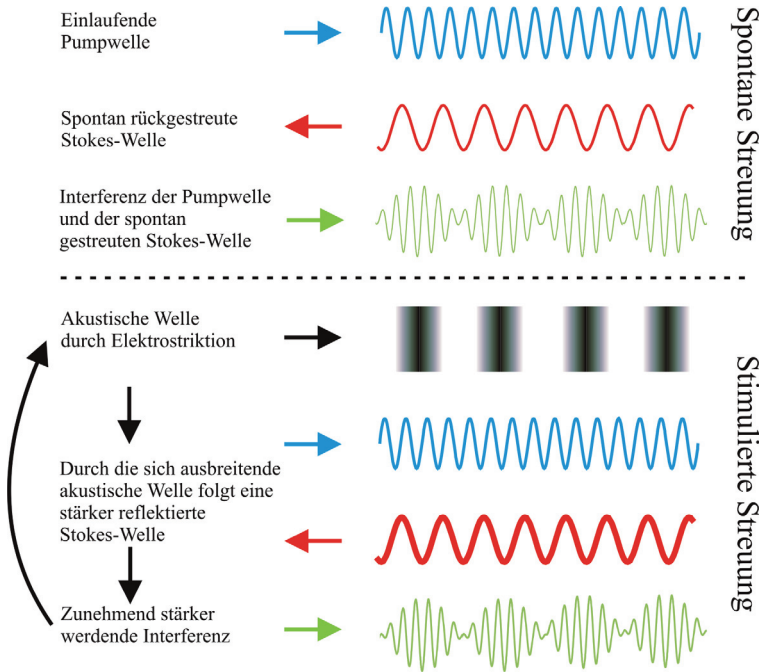 Einlaufende
Pumpwelle
Spontan rückgestreute
Stokes-Welle
Interferenz der Pumpwelle
und der spontan
gestreuten Stokes-Welle
Spontane Streuung
Akustische Welle
durch Elektrostriktion
Durch die sich ausbreitende
akustische Welle folgt eine
stärker reflektierte
Stokes-Welle
Zunehmend stärker
werdende Interferenz
Stimulierte Streuung